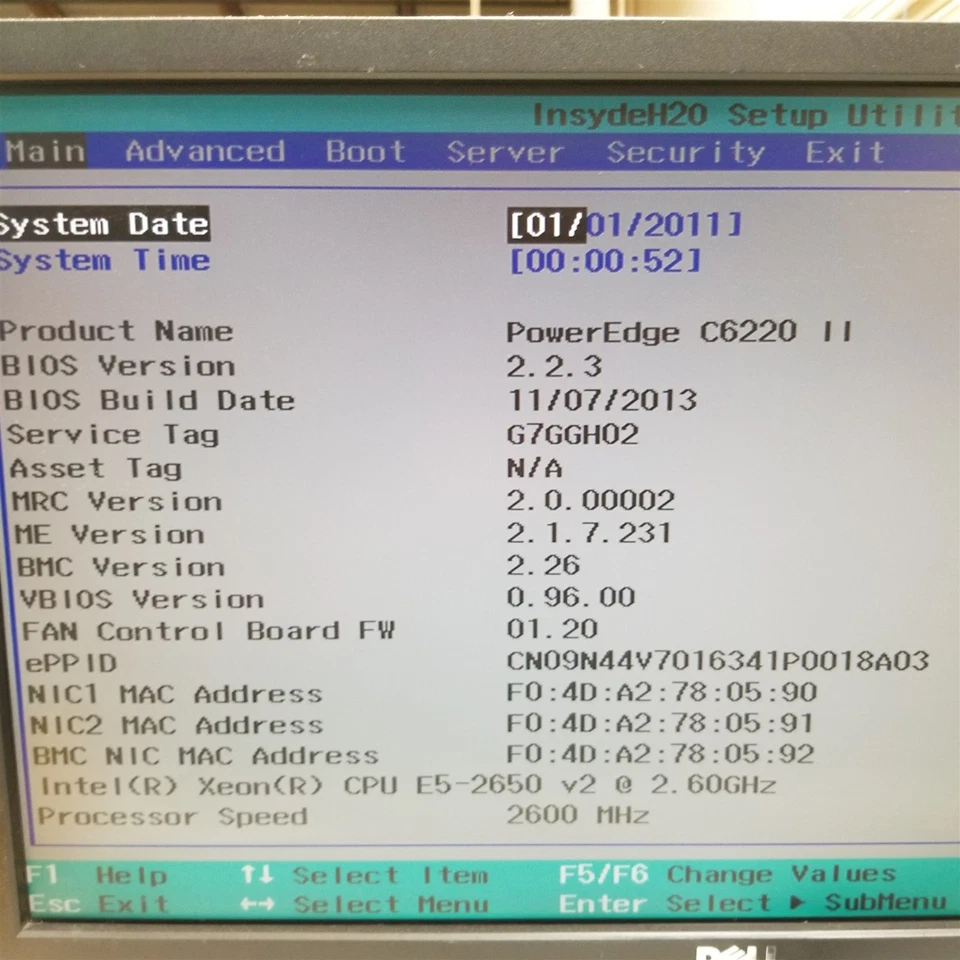 InsydeH20 Setup Utilit
Main Advanced Boot Server Security Exit
System Date [01/01/2011]
System Time [00:00:52]
Product Name PowerEdge C6220 II
BIOS Version 2.2.3
BIOS Build Date 11/07/2013
Service Tag G7GGH02
Asset Tag N/A
MRC Version 2.0.00002
ME Version 2.1.7.231
BMC Version 2.26
VBIOS Version 0.96.00
FAN Control Board FW 01.20
ePPID CN09N44V7016341P0018A03
NIC1 MAC Address F0:4D:A2:78:05:90
NIC2 MAC Address F0:4D:A2:78:05:91
BMC NIC MAC Address F0:4D:A2:78:05:92
Intel(R) Xeon(R) CPU E5-2650 v2 @ 2.60GHz
Processor Speed 2600 MHz
F1 Help ↑↓ Select Item F5/F6 Change Values
Esc Exit ←→ Select Menu Enter Select ► SubMenu
DELL